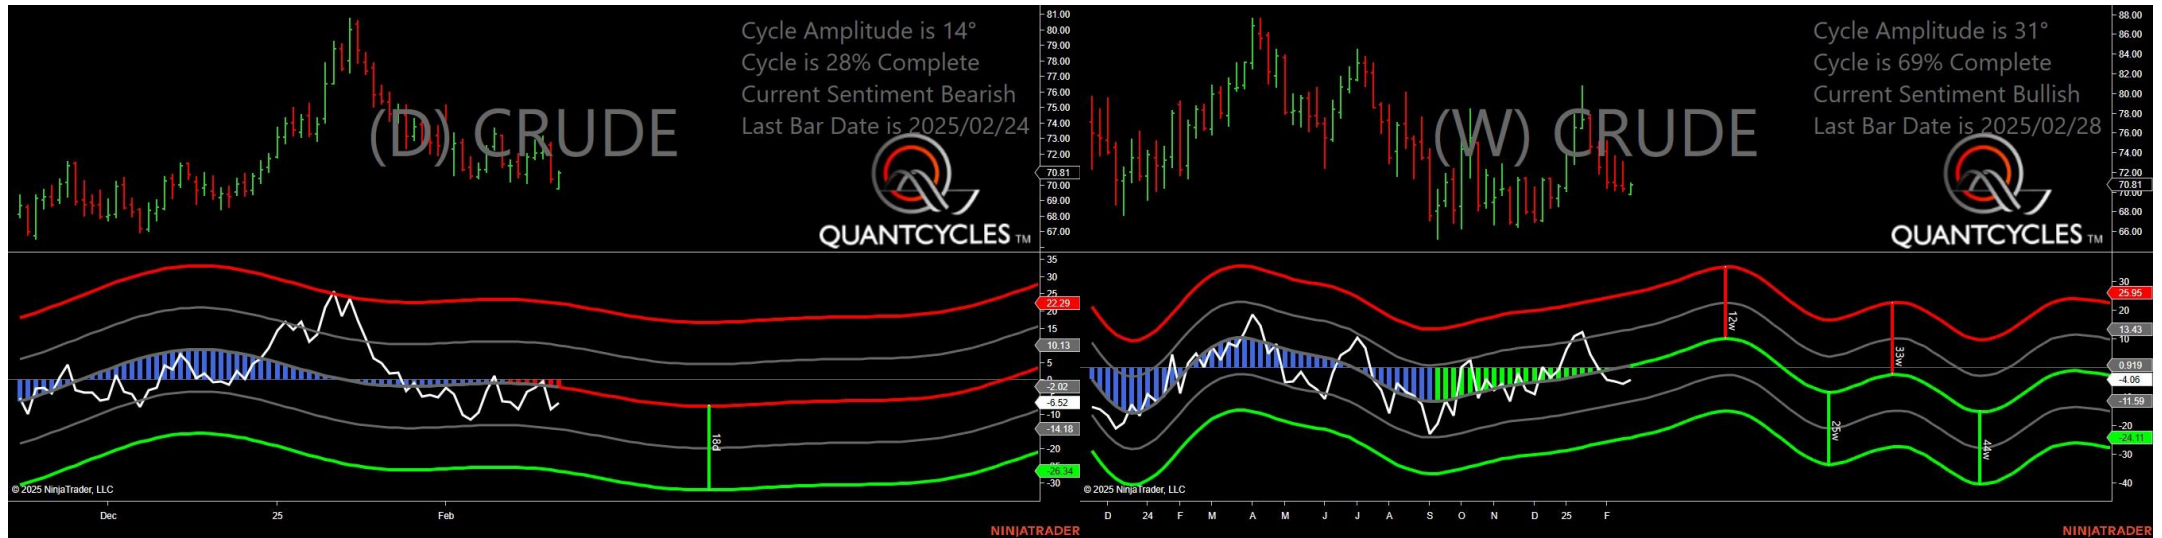 Cycle Amplitude is 14°
Cycle is 28% Complete
Current Sentiment Bearish
Last Bar Date is 2025/02/24
(D) CRUDE
QUANTCYCLES TM
81.00
80.00
79.00
78.00
77.00
76.00
75.00
74.00
73.00
72.00
70.81
70.00
69.00
68.00
67.00
35
30
25
22.29
20
15
10.13
5
0
-2.02
-6.52
-10
-14.18
-20
-26.34
-30
18d
© 2025 NinjaTrader, LLC
Dec 25 Feb
NINJATRADER
Cycle Amplitude is 31°
Cycle is 69% Complete
Current Sentiment Bullish
Last Bar Date is 2025/02/28
(W) CRUDE
QUANTCYCLES TM
88.00
86.00
84.00
82.00
80.00
78.00
76.00
74.00
72.00
70.81
70.00
68.00
66.00
30
25.95
20
13.43
10
0.919
-4.06
-11.59
-20
-24.11
-30
-40
12w
33w
25w
44w
© 2025 NinjaTrader, LLC
D 24 F M A M J J A S O N D 25 F
NINJATRADER